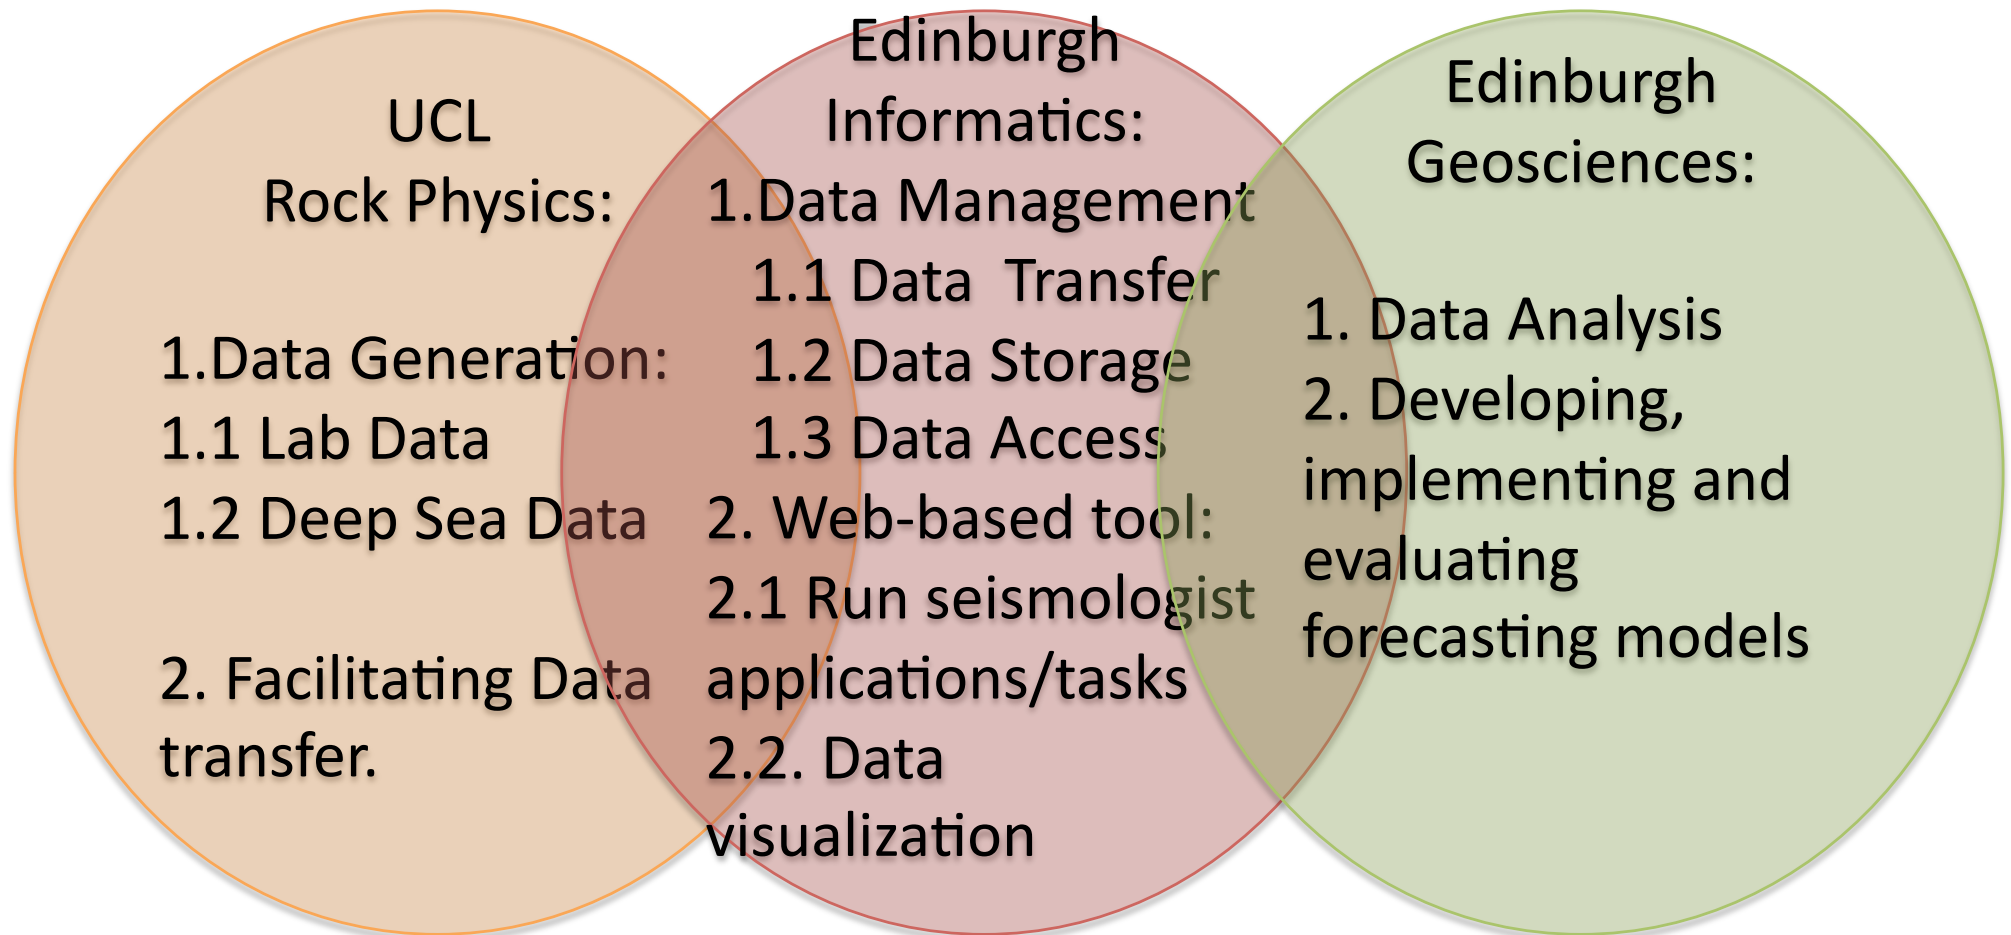 UCL
Rock Physics:
1.Data Generation:
1.1 Lab Data
1.2 Deep Sea Data
2. Facilitating Data
transfer.
Edinburgh
Informatics:
1.Data Management
1.1 Data  Transfer
1.2 Data Storage
1.3 Data Access
2. Web-based tool:
2.1 Run seismologist
applications/tasks
2.2. Data
visualization
Edinburgh
Geosciences:
1. Data Analysis
2. Developing,
implementing and
evaluating
forecasting models